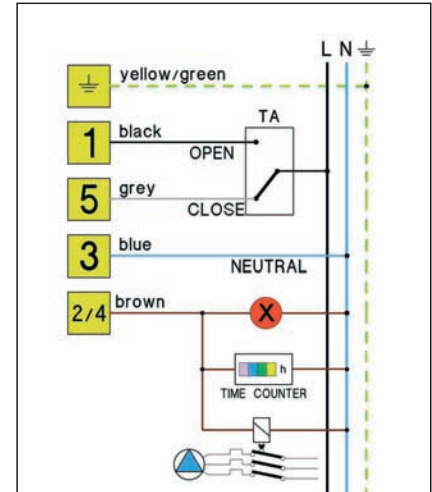 L N
yellow/green
TA
1 black
OPEN
5 grey
CLOSE
3 blue
NEUTRAL
2/4 brown
X
h
TIME COUNTER